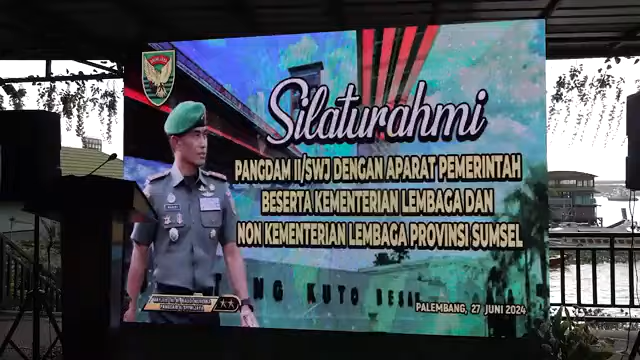 Silaturahmi
PANGDAM II/SWJ DENGAN APARAT PEMERINTAH
BESERTA KEMENTERIAN LEMBAGA DAN
NON KEMENTERIAN LEMBAGA PROVINSI SUMSEL
NG KUTO BESA
PALEMBANG, 27 JUNI 2024